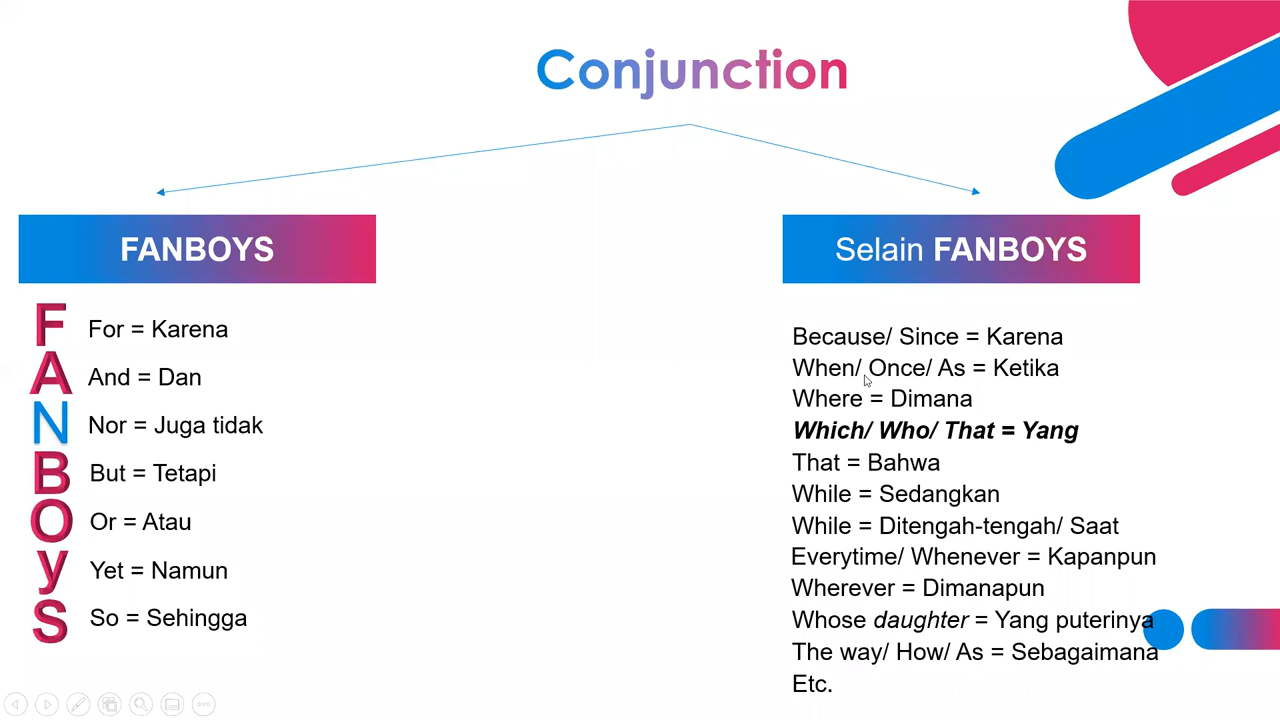 Conjunction
FANBOYS
F For = Karena
A And = Dan
N Nor = Juga tidak
B But = Tetapi
O Or = Atau
y Yet = Namun
S So = Sehingga
Selain FANBOYS
Because/ Since = Karena
When/ Once/ As = Ketika
Where = Dimana
Which/ Who/ That = Yang
That = Bahwa
While = Sedangkan
While = Ditengah-tengah/ Saat
Everytime/ Whenever = Kapanpun
Wherever = Dimanapun
Whose daughter = Yang puterinya
The way/ How/ As = Sebagaimana
Etc.